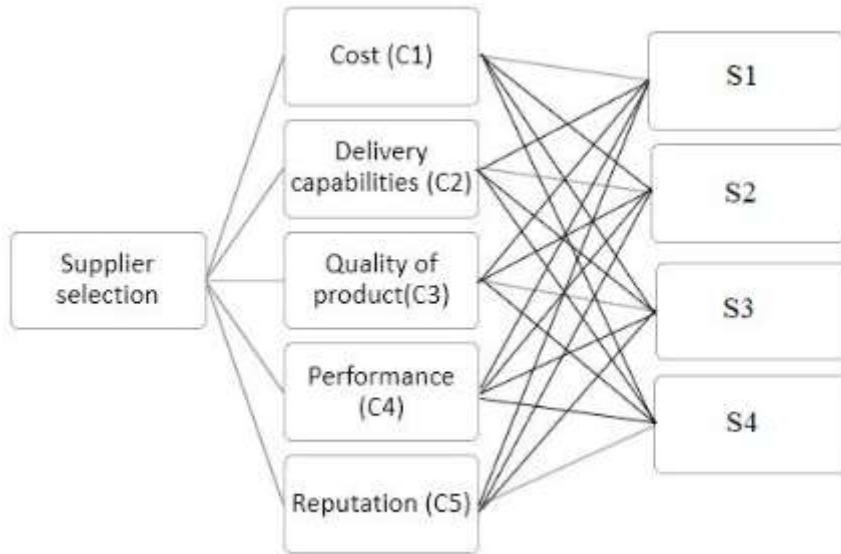 Supplier
selection
Cost (C1)
Delivery
capabilities (C2)
Quality of
product(C3)
Performance
(C4)
Reputation (C5)
S1
S2
S3
S4